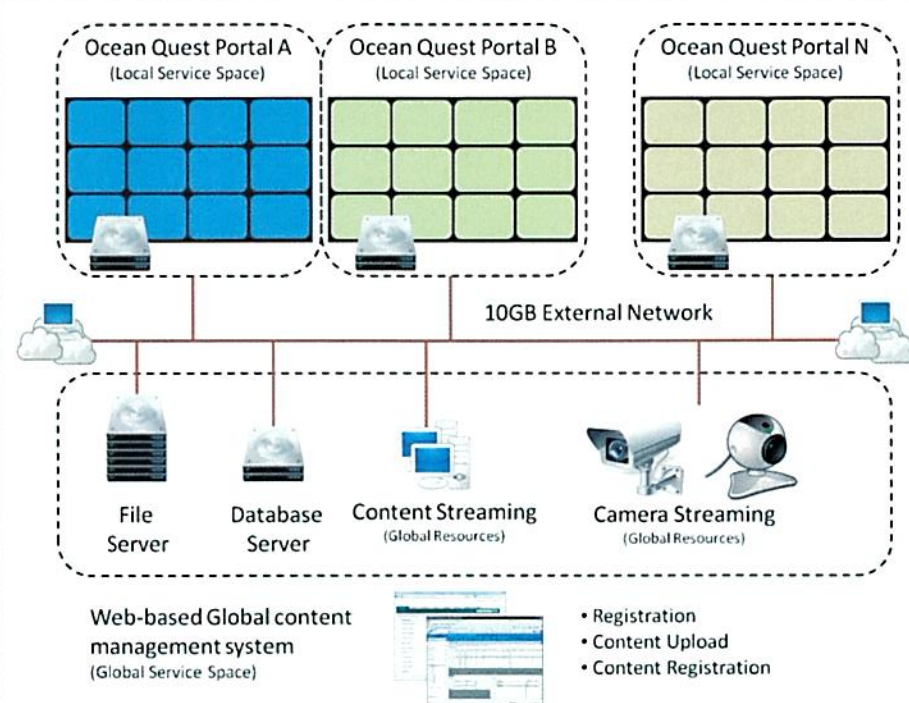 Ocean Quest Portal A
(Local Service Space)
Ocean Quest Portal B
(Local Service Space)
Ocean Quest Portal N
(Local Service Space)
10GB External Network
File
Server
Database
Server
Content Streaming
(Global Resources)
Camera Streaming
(Global Resources)
Web-based Global content
management system
(Global Service Space)
• Registration
• Content Upload
• Content Registration